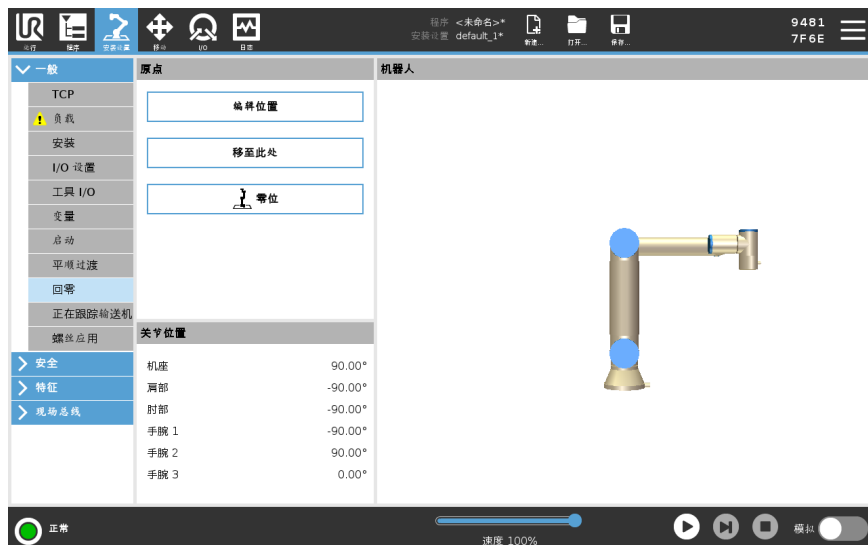 UR
运行
程序
安装设置
移动
I/O
日志
程序 <未命名>*
安装设置 default_1*
新建...
打开...
保存...
9481
7F6E
一般
TCP
负载
安装
I/O 设置
工具 I/O
变量
启动
平顺过渡
回零
正在跟踪输送机
螺丝应用
安全
特征
现场总线
原点
编辑位置
移至此处
零位
关节位置
机座 90.00°
肩部 -90.00°
肘部 -90.00°
手腕 1 -90.00°
手腕 2 90.00°
手腕 3 0.00°
机器人
正常
速度 100%
模拟